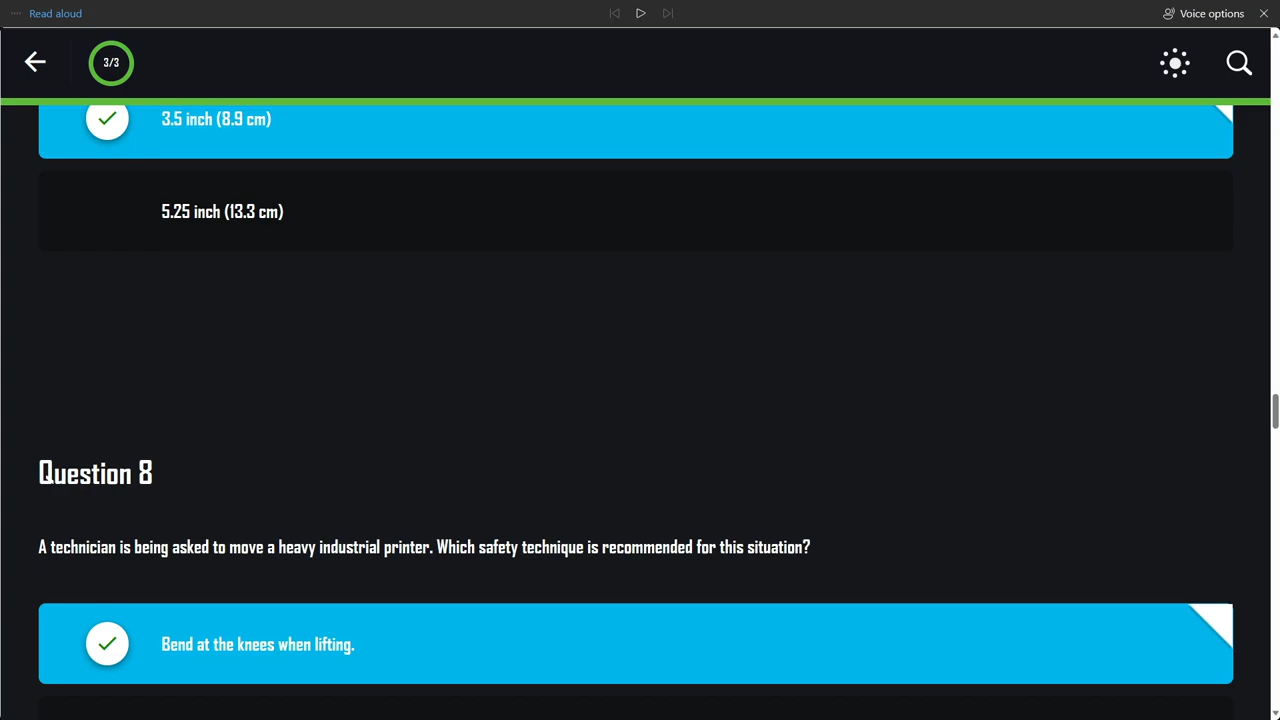 Read aloud
Voice options
3/3
3.5 inch (8.9 cm)
5.25 inch (13.3 cm)
Question 8
A technician is being asked to move a heavy industrial printer. Which safety technique is recommended for this situation?
Bend at the knees when lifting.